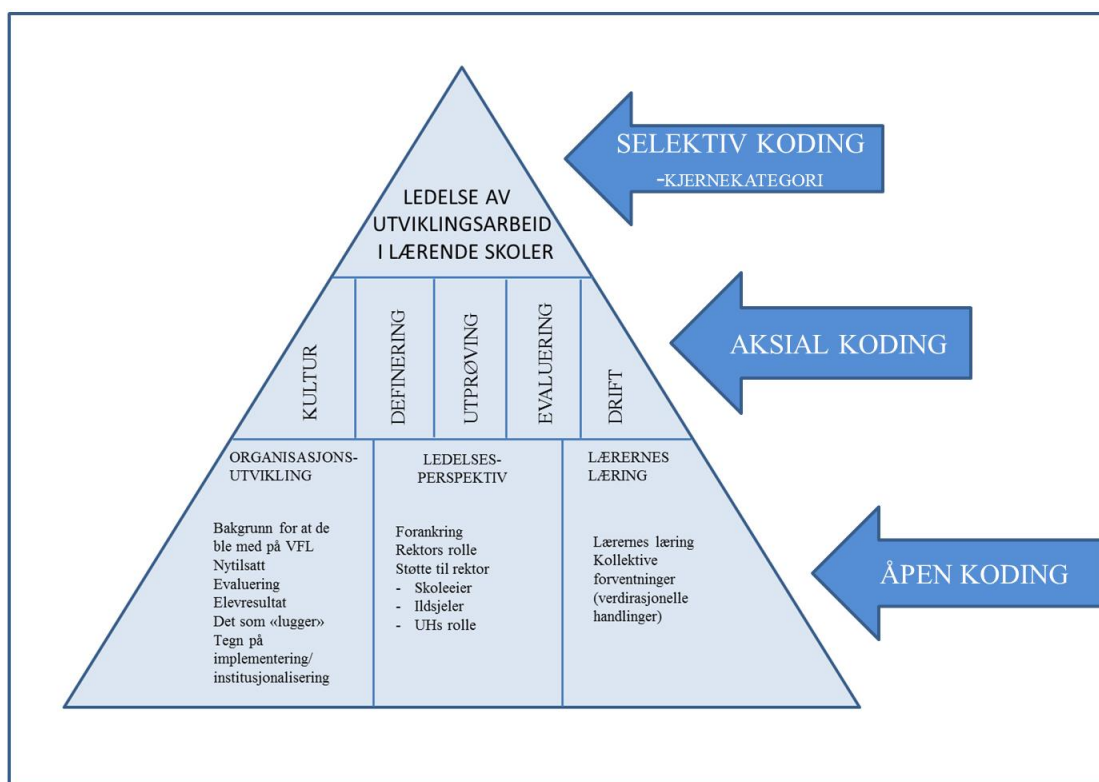 SELEKTIV KODING
-KJERNEKATEGORI
LEDELSE AV
UTVIKLINGSARBEID
I LÆRENDE SKOLER
AKSIAL KODING
KULTUR
DEFINERING
UTPRØVING
EVALUERING
DRIFT
ORGANISASJONS-
UTVIKLING
Bakgrunn for at de
ble med på VFL
Nytilsatt
Evaluering
Elevresultat
Det som «lugger»
Tegn på
implementering/
institusjonalisering
LEDELSES-
PERSPEKTIV
Forankring
Rektors rolle
Støtte til rektor
- Skoleeier
- Ildsjeler
- UHs rolle
LÆRERNES
LÆRING
Lærernes læring
Kollektive
forventninger
(verdirasjonelle
handlinger)
ÅPEN KODING